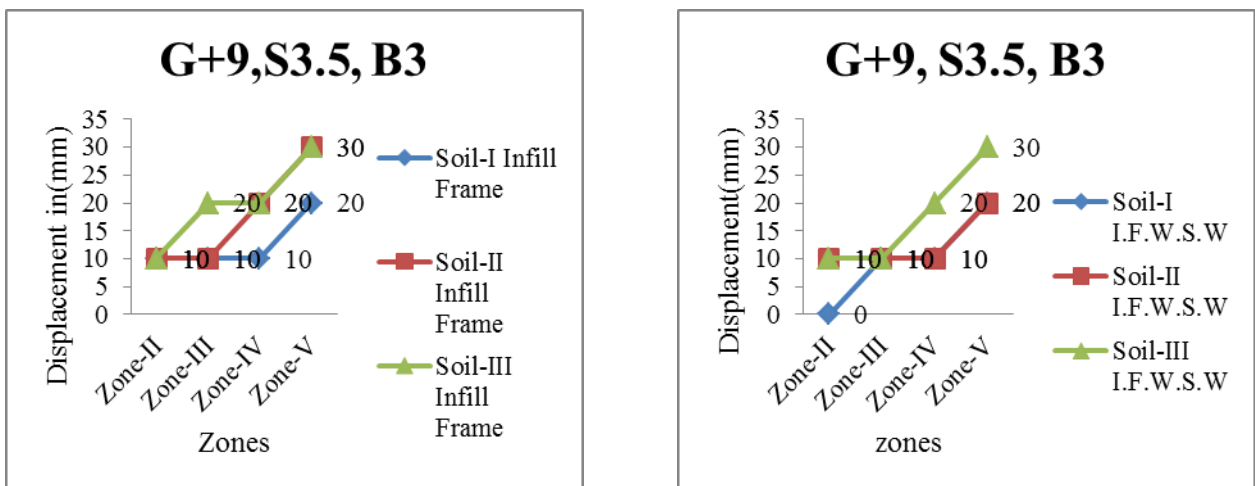 G+9,S3.5, B3
Displacement in(mm)
35
30
25
20
15
10
5
0
30
20 20 20
10 10 10
Zone-II
Zone-III
Zone-IV
Zone-V
Zones
Soil-I Infill
Frame
Soil-II
Infill
Frame
Soil-III
Infill
Frame
G+9, S3.5, B3
Displacement(mm)
35
30
25
20
15
10
5
0
30
20 20
10 10 10
0
Zone-II
Zone-III
Zone-IV
Zone-V
zones
Soil-I
I.F.W.S.W
Soil-II
I.F.W.S.W
Soil-III
I.F.W.S.W